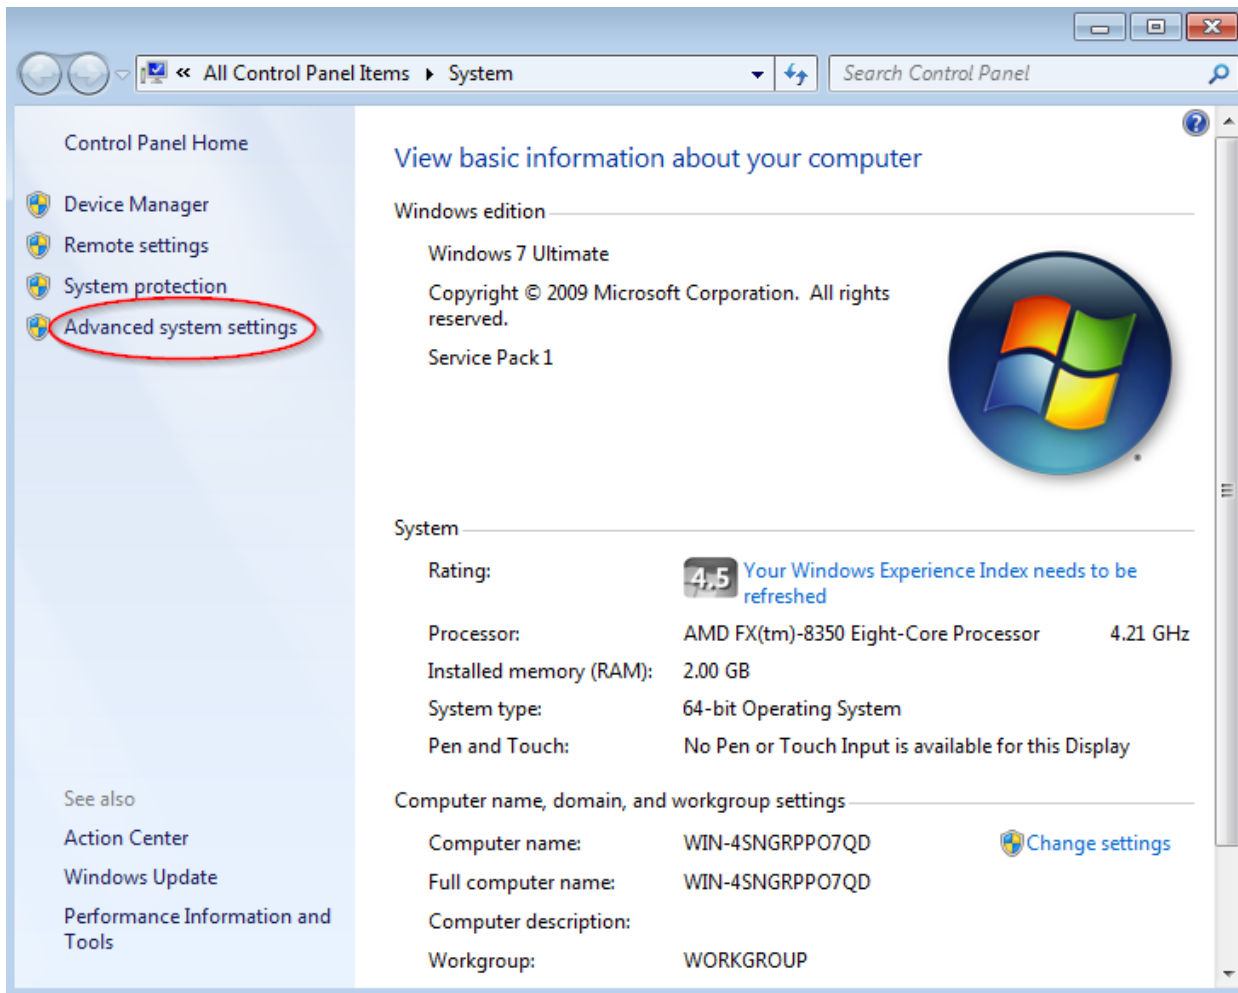 « All Control Panel Items ▸ System
Search Control Panel
Control Panel Home
Device Manager
Remote settings
System protection
Advanced system settings
See also
Action Center
Windows Update
Performance Information and
Tools
View basic information about your computer
Windows edition
Windows 7 Ultimate
Copyright © 2009 Microsoft Corporation. All rights
reserved.
Service Pack 1
System
Rating:
4.5 Your Windows Experience Index needs to be
refreshed
Processor: AMD FX(tm)-8350 Eight-Core Processor 4.21 GHz
Installed memory (RAM): 2.00 GB
System type: 64-bit Operating System
Pen and Touch: No Pen or Touch Input is available for this Display
Computer name, domain, and workgroup settings
Computer name: WIN-4SNGRPPO7QD Change settings
Full computer name: WIN-4SNGRPPO7QD
Computer description:
Workgroup: WORKGROUP